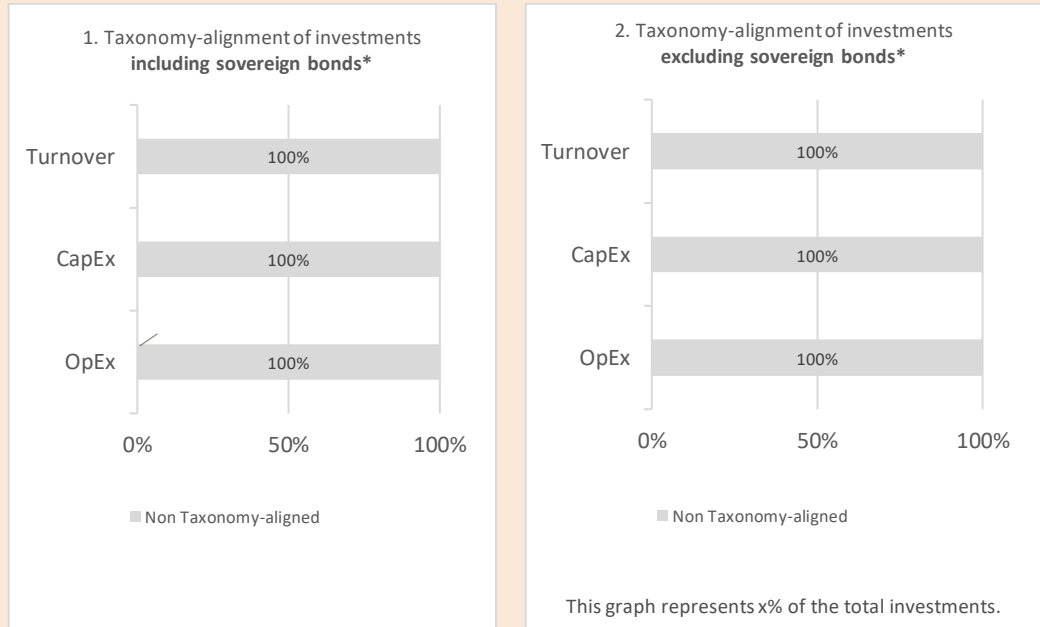 1. Taxonomy-alignment of investments
including sovereign bonds*
Turnover
100%
CapEx
100%
OpEx
100%
0%
50%
100%
Non Taxonomy-aligned
2. Taxonomy-alignment of investments
excluding sovereign bonds*
Turnover
100%
CapEx
100%
OpEx
100%
0%
50%
100%
Non Taxonomy-aligned
This graph represents x% of the total investments.